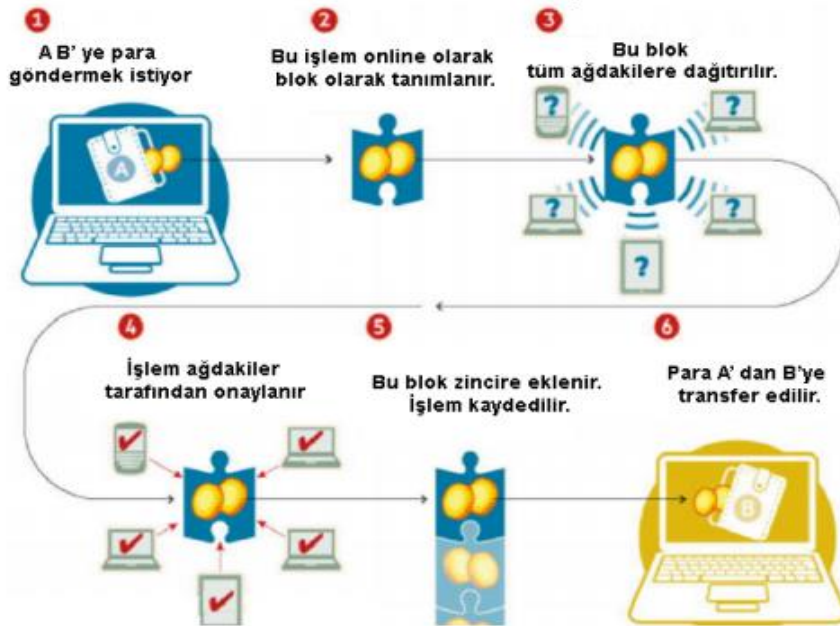 1
A B' ye para
göndermek istiyor
2
Bu işlem online olarak
blok olarak tanımlanır.
3
Bu blok
tüm ağdakilere dağıtırılır.
A
?
?
?
?
?
4
İşlem ağdakiler
tarafından onaylanır
5
Bu blok zincire eklenir.
İşlem kaydedilir.
6
Para A' dan B'ye
transfer edilir.
B